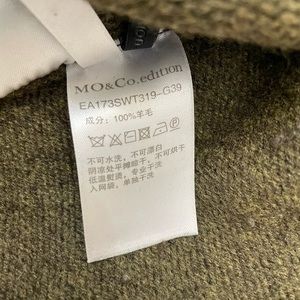 MO&Co.edition
EA173SWT319-G39
成分: 100%羊毛
不可水洗, 不可漂白
阴凉处平摊晾干, 不可烘干
低温熨烫, 专业干洗
入网袋, 单独干洗